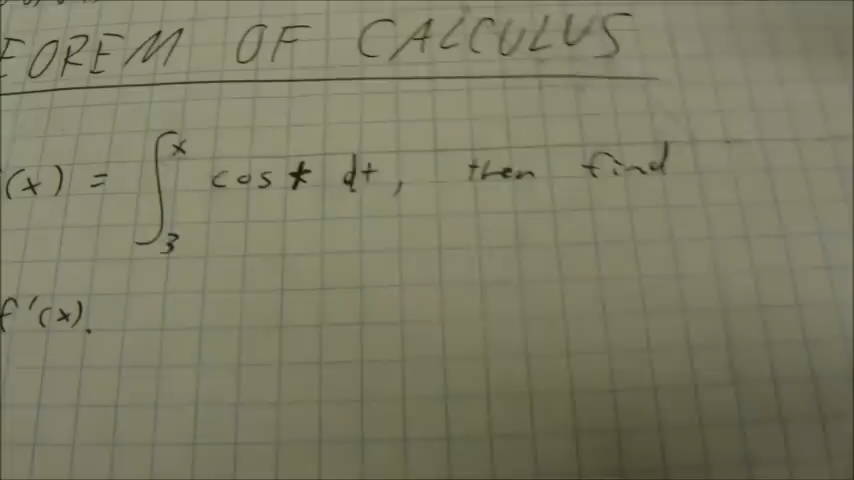 EOREM OF CALCULUS
(x) = ∫₃ˣ cos t dt, then find
f'(x).